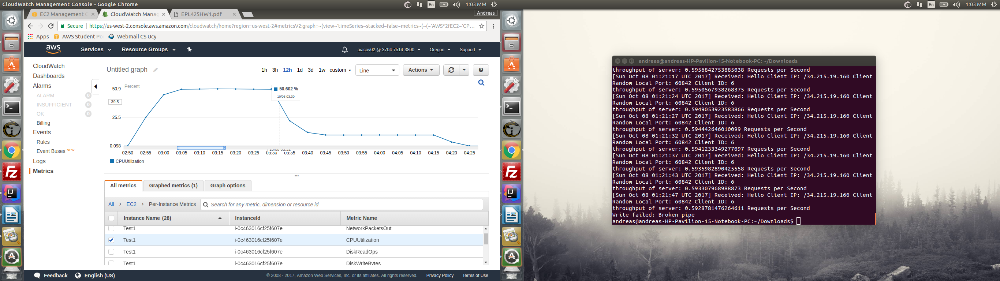 CloudWatch Management Console - Google Chrome
En
1:03 MM
EC2 Management C
CloudWatch Manag
EPL425HW1.pdf
Andreas
Secure
https://us-west-2.console.aws.amazon.com/cloudwatch/home?region=us-west-2#metricsV2:graph=~(view~'timeSeries~stacked~false~metrics~(~(~'AWS*2fEC2~'CP...
Apps
AWS Student Po
Webmail CS Ucy
aws
Services
Resource Groups
aiacov02 @ 3704-7514-3800
Oregon
Support
CloudWatch
Dashboards
Alarms
ALARM 0
INSUFFICIENT 0
OK 0
Billing
Events
Rules
Event Buses NEW
Logs
Metrics
Untitled graph
1h 3h 12h 1d 3d 1w custom
Line
Actions
Percent
50.9
39.5
25.5
0.098
50.602 %
10/08 03:30
10/08 03:32
02:50 02:55 03:00 03:05 03:10 03:15 03:20 03:25 03:30 03:35 03:40 03:45 03:50 03:55 04:00 04:05 04:10 04:15 04:20 04:25
CPUUtilization
All metrics
Graphed metrics (1)
Graph options
All > EC2 > Per-Instance Metrics
Search for any metric, dimension or resource id
Instance Name (28) InstanceId Metric Name
Test1 i-0c463016cf25f607e NetworkPacketsOut
Test1 i-0c463016cf25f607e CPUUtilization
Test1 i-0c463016cf25f607e DiskReadOps
Test1 i-0c463016cf25f607e DiskWriteBytes
Feedback
English (US)
© 2008 - 2017, Amazon Web Services, Inc. or its affiliates. All rights reserved.
Privacy Policy
Terms of Use
En
1:03 MM
andreas@andreas-HP-Pavilion-15-Notebook-PC: ~/Downloads
throughput of server: 0.5956842753885038 Requests per Second
[Sun Oct 08 01:21:17 UTC 2017] Received: Hello Client IP: /34.215.19.160 Client
Random Local Port: 60842 Client ID: 6
throughput of server: 0.5950567938268375 Requests per Second
[Sun Oct 08 01:21:24 UTC 2017] Received: Hello Client IP: /34.215.19.160 Client
Random Local Port: 60842 Client ID: 6
throughput of server: 0.5949053923583866 Requests per Second
[Sun Oct 08 01:21:27 UTC 2017] Received: Hello Client IP: /34.215.19.160 Client
Random Local Port: 60842 Client ID: 6
throughput of server: 0.594442646010099 Requests per Second
[Sun Oct 08 01:21:32 UTC 2017] Received: Hello Client IP: /34.215.19.160 Client
Random Local Port: 60842 Client ID: 6
throughput of server: 0.5941233349277097 Requests per Second
[Sun Oct 08 01:21:37 UTC 2017] Received: Hello Client IP: /34.215.19.160 Client
Random Local Port: 60842 Client ID: 6
throughput of server: 0.5935982890425558 Requests per Second
[Sun Oct 08 01:21:43 UTC 2017] Received: Hello Client IP: /34.215.19.160 Client
Random Local Port: 60842 Client ID: 6
throughput of server: 0.593307968988873 Requests per Second
[Sun Oct 08 01:21:47 UTC 2017] Received: Hello Client IP: /34.215.19.160 Client
Random Local Port: 60842 Client ID: 6
throughput of server: 0.5928781476264611 Requests per Second
Write failed: Broken pipe
andreas@andreas-HP-Pavilion-15-Notebook-PC:~/Downloads$